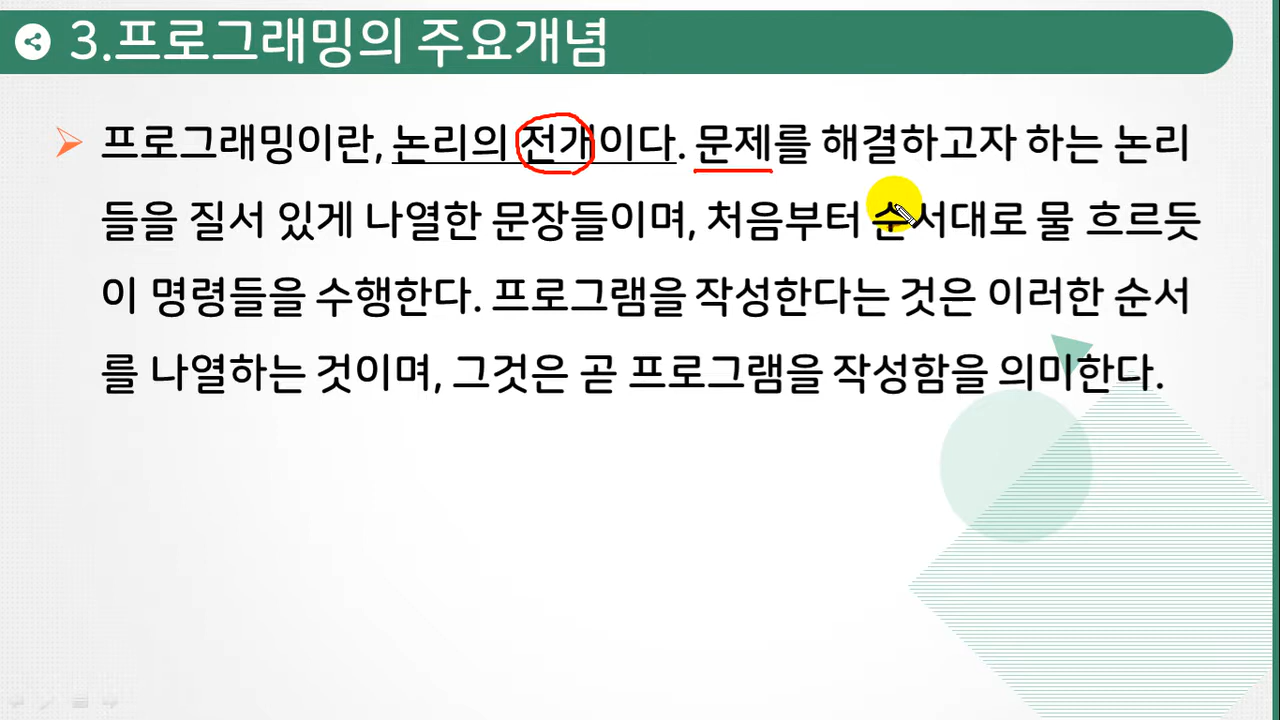 3.프로그래밍의 주요개념
프로그래밍이란, 논리의 전개이다. 문제를 해결하고자 하는 논리
들을 질서 있게 나열한 문장들이며, 처음부터 순서대로 물 흐르듯
이 명령들을 수행한다. 프로그램을 작성한다는 것은 이러한 순서
를 나열하는 것이며, 그것은 곧 프로그램을 작성함을 의미한다.